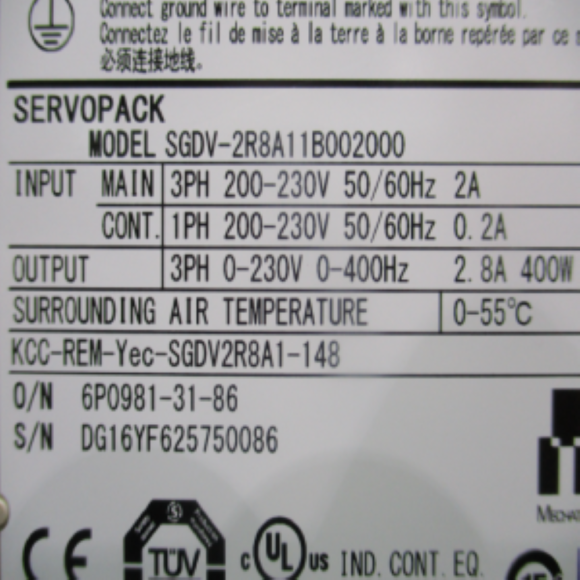 Connect ground wire to terminal marked with this symbol.
Connectez le fil de mise à la terre à la borne repérée par ce
必须连接地线。
SERVOPACK
MODEL SGDV-2R8A11B002000
INPUT MAIN 3PH 200-230V 50/60Hz 2A
CONT. 1PH 200-230V 50/60Hz 0.2A
OUTPUT 3PH 0-230V 0-400Hz 2.8A 400W
SURROUNDING AIR TEMPERATURE 0-55℃
KCC-REM-Yec-SGDV2R8A1-148
O/N 6P0981-31-86
S/N DG16YF625750086
CE TÜV c UL US IND. CONT. EQ.